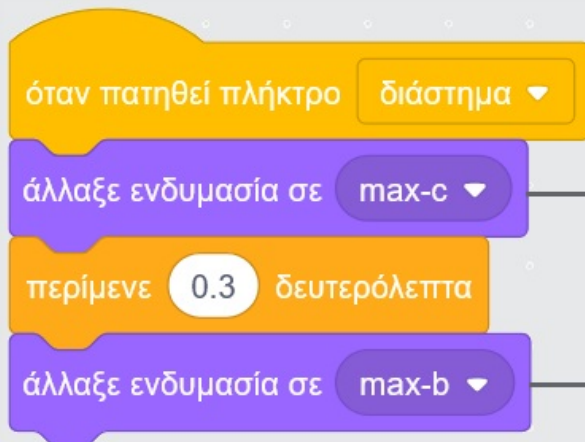 όταν πατηθεί πλήκτρο διάστημα
άλλαξε ενδυμασία σε max-c
περίμενε 0.3 δευτερόλεπτα
άλλαξε ενδυμασία σε max-b